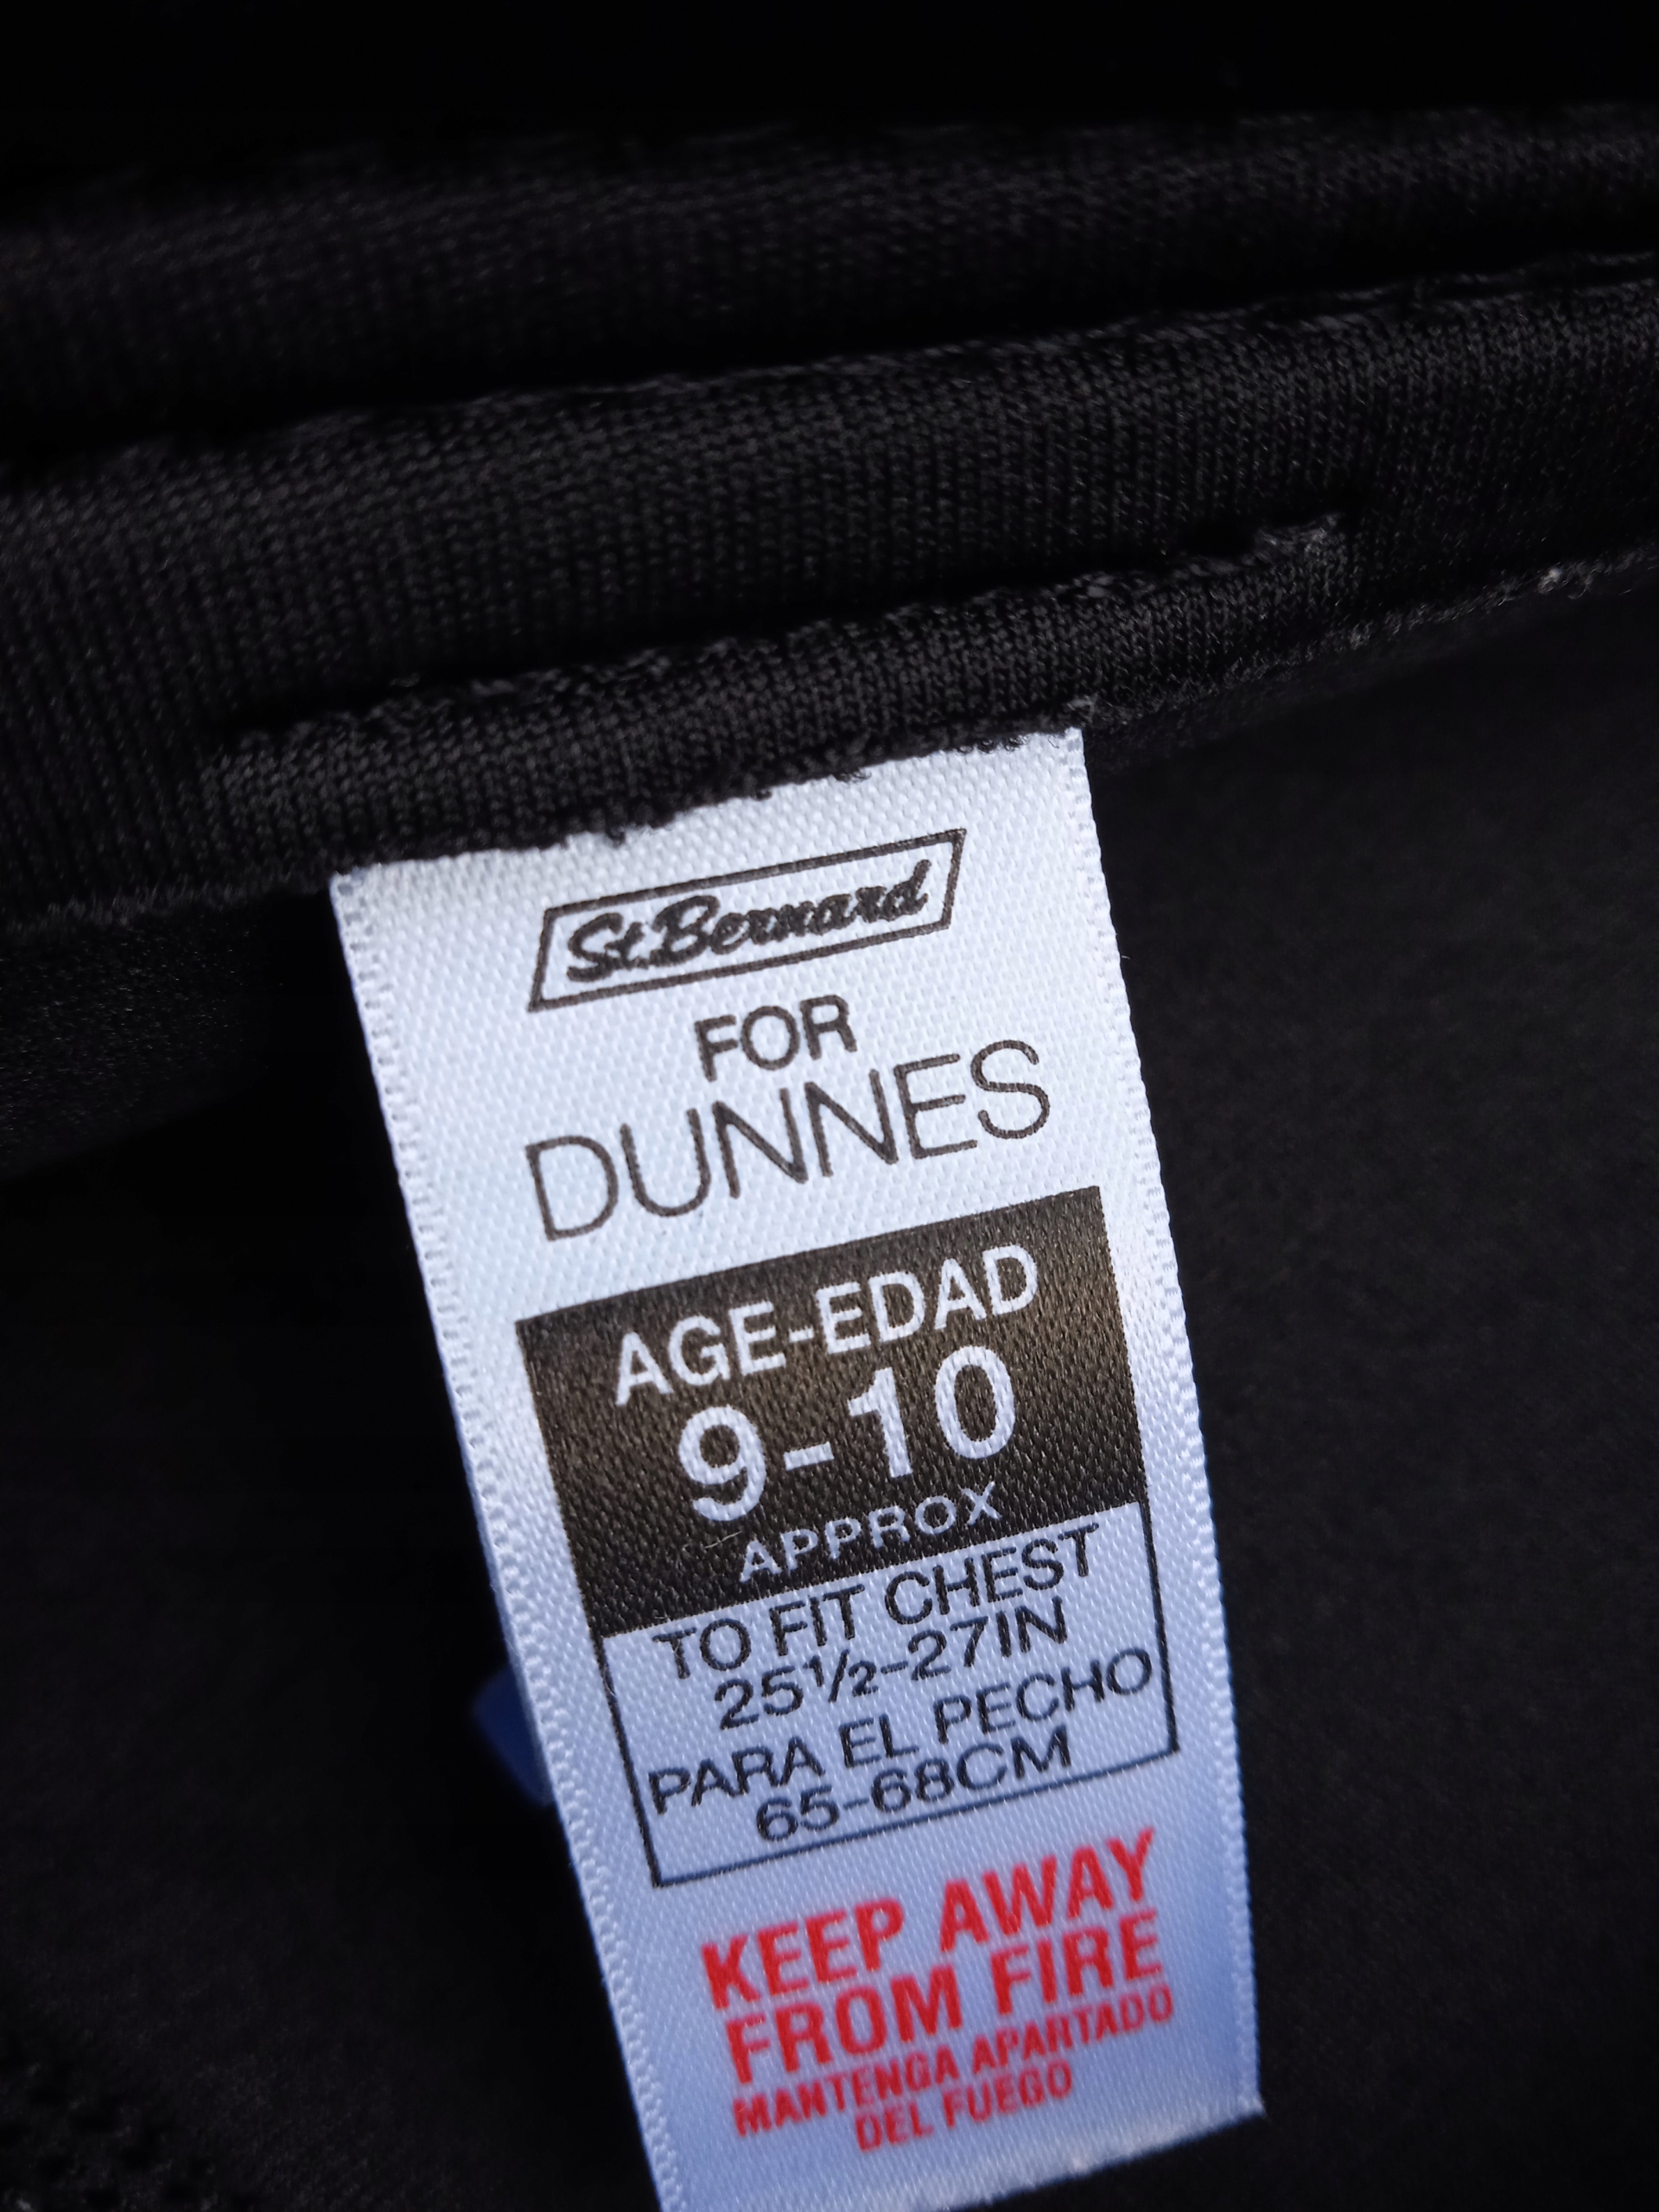 St.Bernard
FOR
DUNNES
AGE-EDAD
9-10
APPROX
TO FIT CHEST
25½-27IN
PARA EL PECHO
65-68CM
KEEP AWAY
FROM FIRE
MANTENGA APARTADO
DEL FUEGO